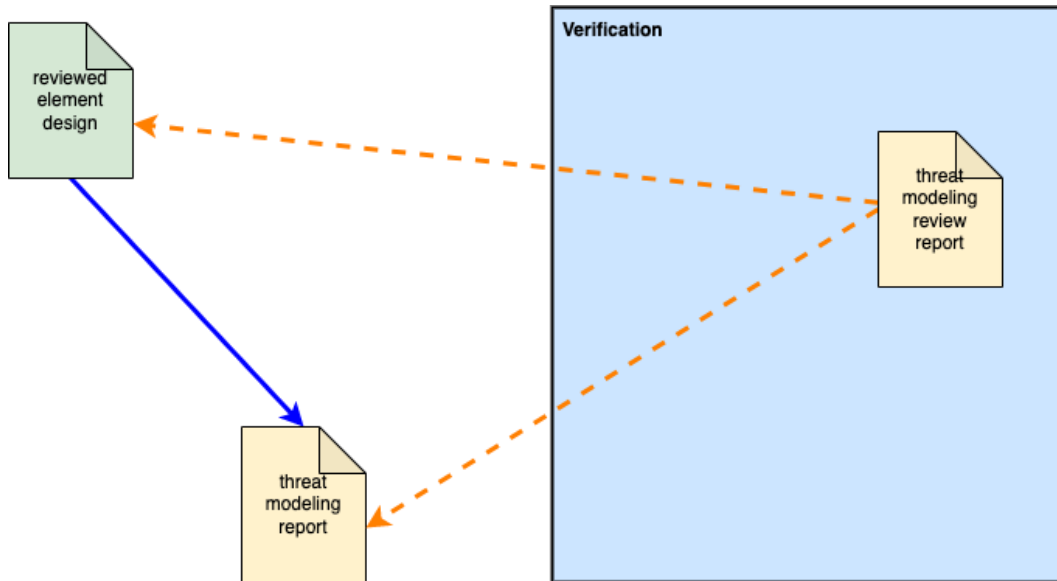 Verification
reviewed
element
design
threat
modeling
review
report
threat
modeling
report